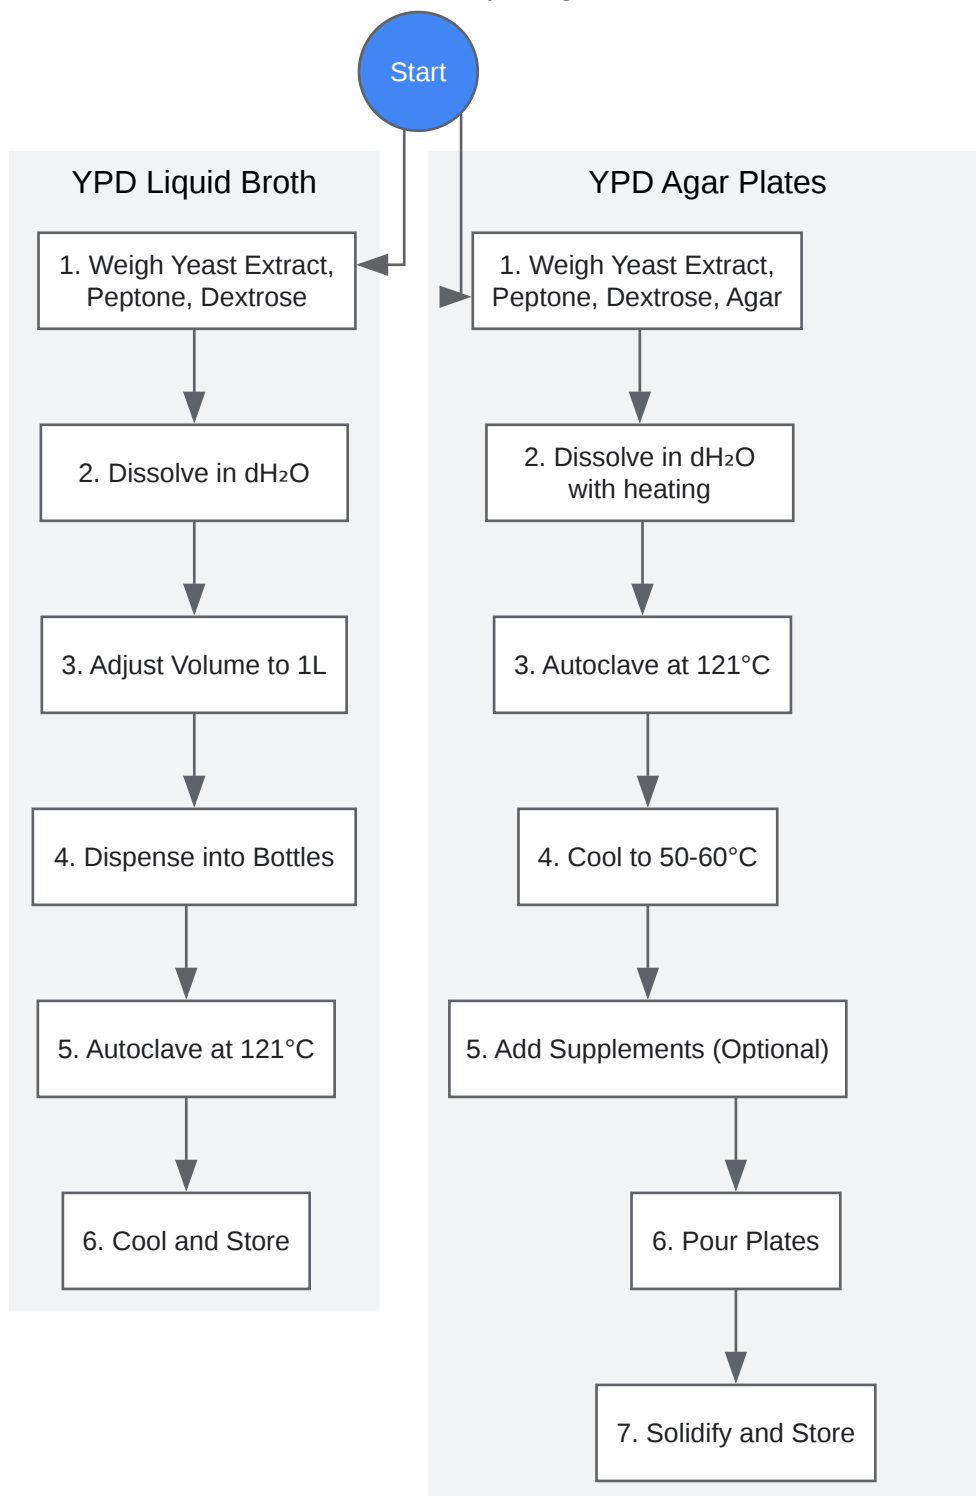 Start
YPD Liquid Broth
1. Weigh Yeast Extract,
Peptone, Dextrose
2. Dissolve in dH₂O
3. Adjust Volume to 1L
4. Dispense into Bottles
5. Autoclave at 121°C
6. Cool and Store
YPD Agar Plates
1. Weigh Yeast Extract,
Peptone, Dextrose, Agar
2. Dissolve in dH₂O
with heating
3. Autoclave at 121°C
4. Cool to 50-60°C
5. Add Supplements (Optional)
6. Pour Plates
7. Solidify and Store